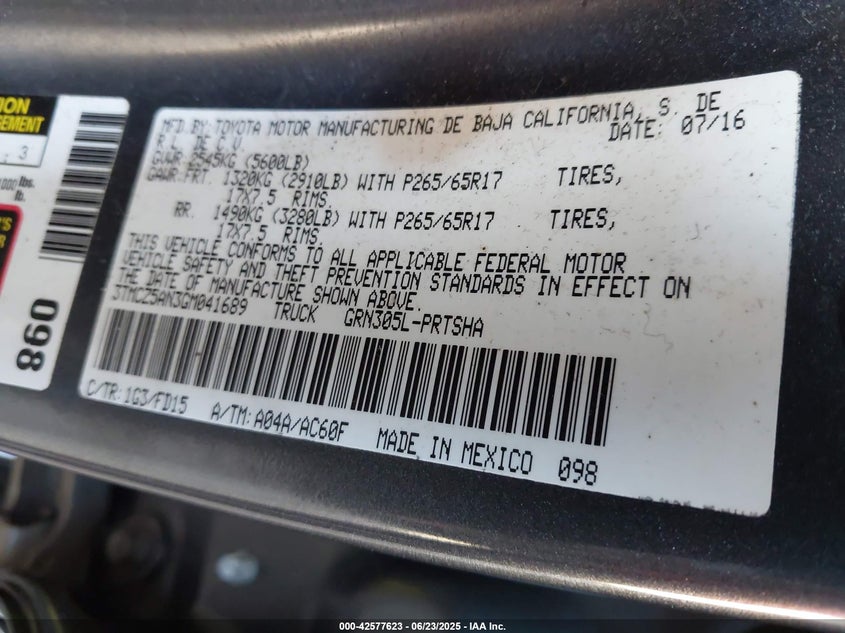 MFD.BY: TOYOTA MOTOR MANUFACTURING DE BAJA CALIFORNIA, S. DE
R.L. DE C.V. DATE: 07/16
GVWR: 2545KG (5600LB)
GAWR: FRT. 1320KG (2910LB) WITH P265/65R17 TIRES,
17X7.5 RIMS,
RR. 1490KG (3280LB) WITH P265/65R17 TIRES,
17X7.5 RIMS,
THIS VEHICLE CONFORMS TO ALL APPLICABLE FEDERAL MOTOR
VEHICLE SAFETY AND THEFT PREVENTION STANDARDS IN EFFECT ON
THE DATE OF MANUFACTURE SHOWN ABOVE.
3TMCZ5AN3GM041689 TRUCK GRN305L-PRTSHA
C/TR: 1G3/FD15 A/TM: A04A/AC60F MADE IN MEXICO 098
3
lbs.
lb.
098
000-42577623 | 06/23/2025 - IAA Inc.